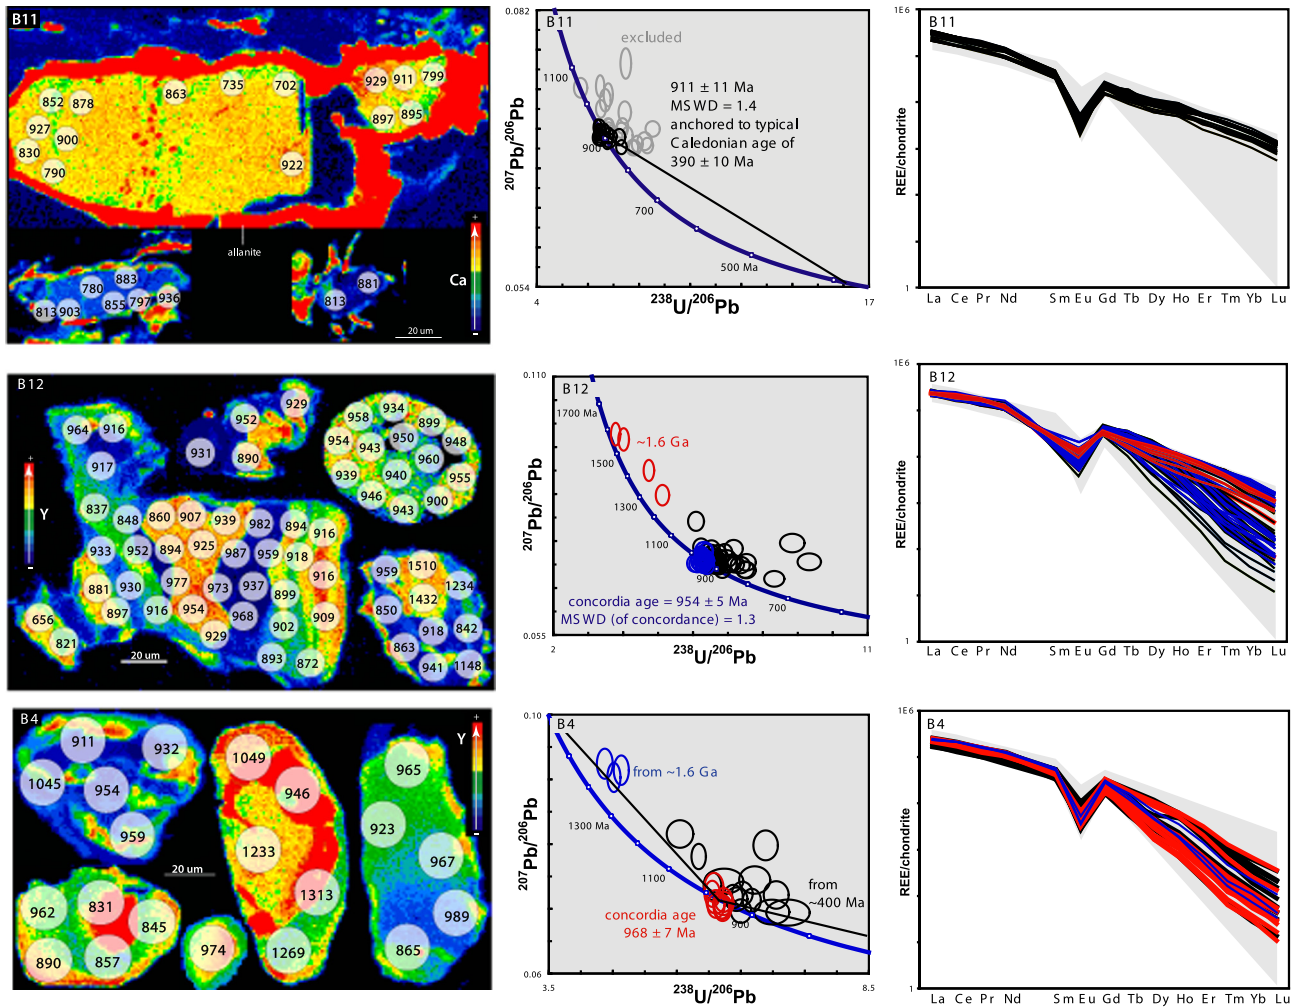 B11
852 878 863 735 702 929 911 799
927 900 897 895
830 790 922
allanite
780 883
813 903 855 797 936
881
813
+
Ca
-
20 um
0.082
B11
excluded
1100
911 ± 11 Ma
MSWD = 1.4
anchored to typical
Caledonian age of
390 ± 10 Ma
900
700
500 Ma
0.054
4
17
207Pb/206Pb
238U/206Pb
1E6
B11
REE/chondrite
1
La Ce Pr Nd Sm Eu Gd Tb Dy Ho Er Tm Yb Lu
B12
964 916 952 929 958 934 899
917 931 890 954 943 950 948
960
939 940 955
946 943 900
+
Y
-
837 848 860 907 939 982 894 916
933 952 894 925 987 959 918
881 930 977 973 937 899 916
897 916 954 968 902 909
929 893 872
656
821
959 1510 1234
850 1432
918 842
863 941 1148
20 um
0.110
B12
1700 Ma
~1.6 Ga
1500
1300
1100
900
700
concordia age = 954 ± 5 Ma
MSWD (of concordance) = 1.3
0.055
2
11
207Pb/206Pb
238U/206Pb
1E6
B12
REE/chondrite
1
La Ce Pr Nd Sm Eu Gd Tb Dy Ho Er Tm Yb Lu
B4
911 932
1045 954
959
1049
946
1233
1313
1269
965
923
967
989
865
+
Y
-
20 um
962 831 845
890 857
974
0.10
B4
from ~1.6 Ga
1300 Ma
1100
from
~400 Ma
concordia age
968 ± 7 Ma
900
0.06
3.5
8.5
207Pb/206Pb
238U/206Pb
1E6
B4
REE/chondrite
1
La Ce Pr Nd Sm Eu Gd Tb Dy Ho Er Tm Yb Lu